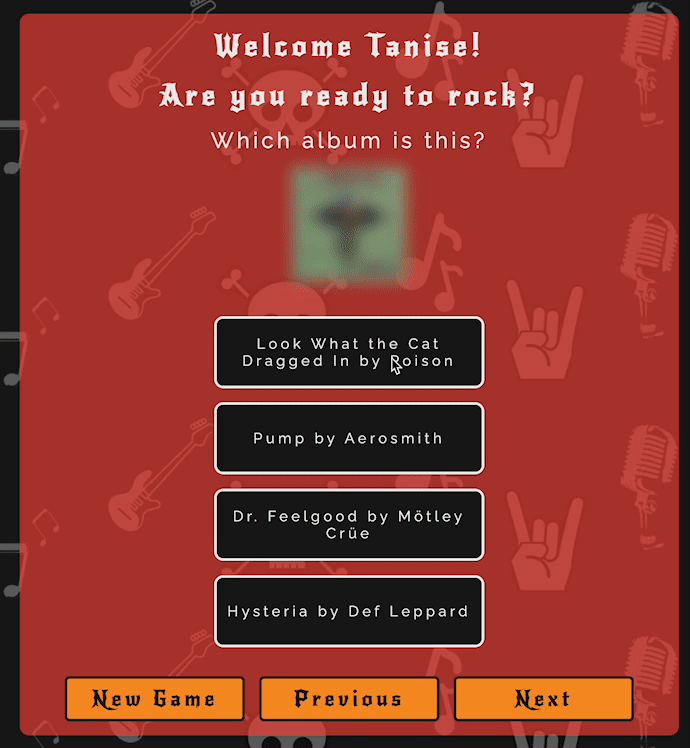 Welcome Tanise!
Are you ready to rock?
Which album is this?
Look What the Cat
Dragged In by Poison
Pump by Aerosmith
Dr. Feelgood by Mötley
Crüe
Hysteria by Def Leppard
New Game
Previous
Next